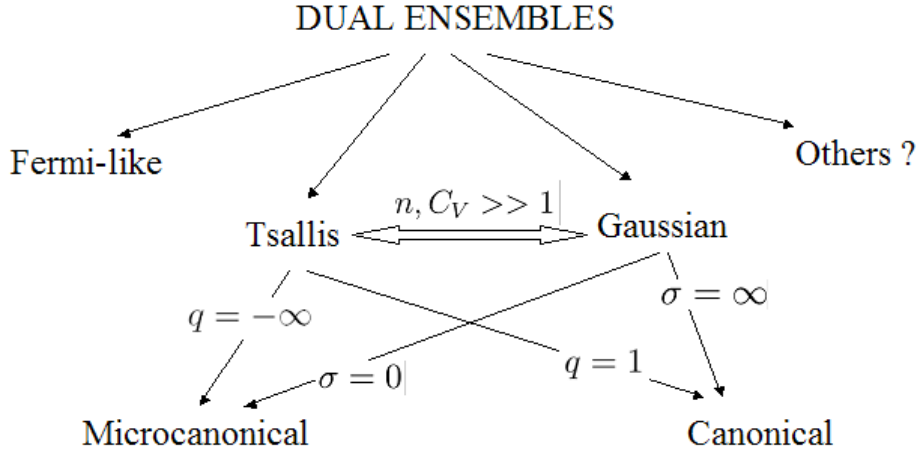 DUAL ENSEMBLES
Fermi-like
Others ?
n, C_V >> 1
Tsallis
Gaussian
σ = ∞
q = −∞
q = 1
σ = 0
Microcanonical
Canonical